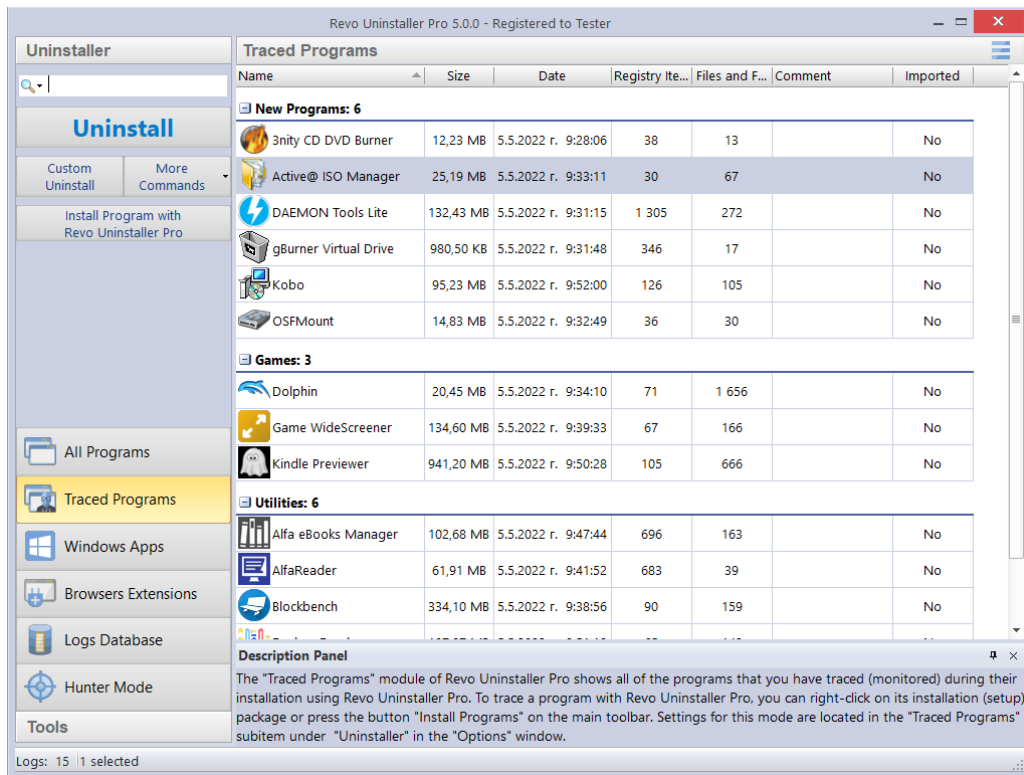 Revo Uninstaller Pro 5.0.0 - Registered to Tester
Uninstaller
Uninstall
Custom Uninstall
More Commands
Install Program with
Revo Uninstaller Pro
All Programs
Traced Programs
Windows Apps
Browsers Extensions
Logs Database
Hunter Mode
Tools
Traced Programs
Name Size Date Registry Ite... Files and F... Comment Imported
New Programs: 6
3nity CD DVD Burner 12,23 MB 5.5.2022 г. 9:28:06 38 13 No
Active@ ISO Manager 25,19 MB 5.5.2022 г. 9:33:11 30 67 No
DAEMON Tools Lite 132,43 MB 5.5.2022 г. 9:31:15 1 305 272 No
gBurner Virtual Drive 980,50 KB 5.5.2022 г. 9:31:48 346 17 No
Kobo 95,23 MB 5.5.2022 г. 9:52:00 126 105 No
OSFMount 14,83 MB 5.5.2022 г. 9:32:49 36 30 No
Games: 3
Dolphin 20,45 MB 5.5.2022 г. 9:34:10 71 1 656 No
Game WideScreener 134,60 MB 5.5.2022 г. 9:39:33 67 166 No
Kindle Previewer 941,20 MB 5.5.2022 г. 9:50:28 105 666 No
Utilities: 6
Alfa eBooks Manager 102,68 MB 5.5.2022 г. 9:47:44 696 163 No
AlfaReader 61,91 MB 5.5.2022 г. 9:41:52 683 39 No
Blockbench 334,10 MB 5.5.2022 г. 9:38:56 90 159 No
Description Panel
The "Traced Programs" module of Revo Uninstaller Pro shows all of the programs that you have traced (monitored) during their
installation using Revo Uninstaller Pro. To trace a program with Revo Uninstaller Pro, you can right-click on its installation (setup)
package or press the button "Install Programs" on the main toolbar. Settings for this mode are located in the "Traced Programs"
subitem under "Uninstaller" in the "Options" window.
Logs: 15 1 selected